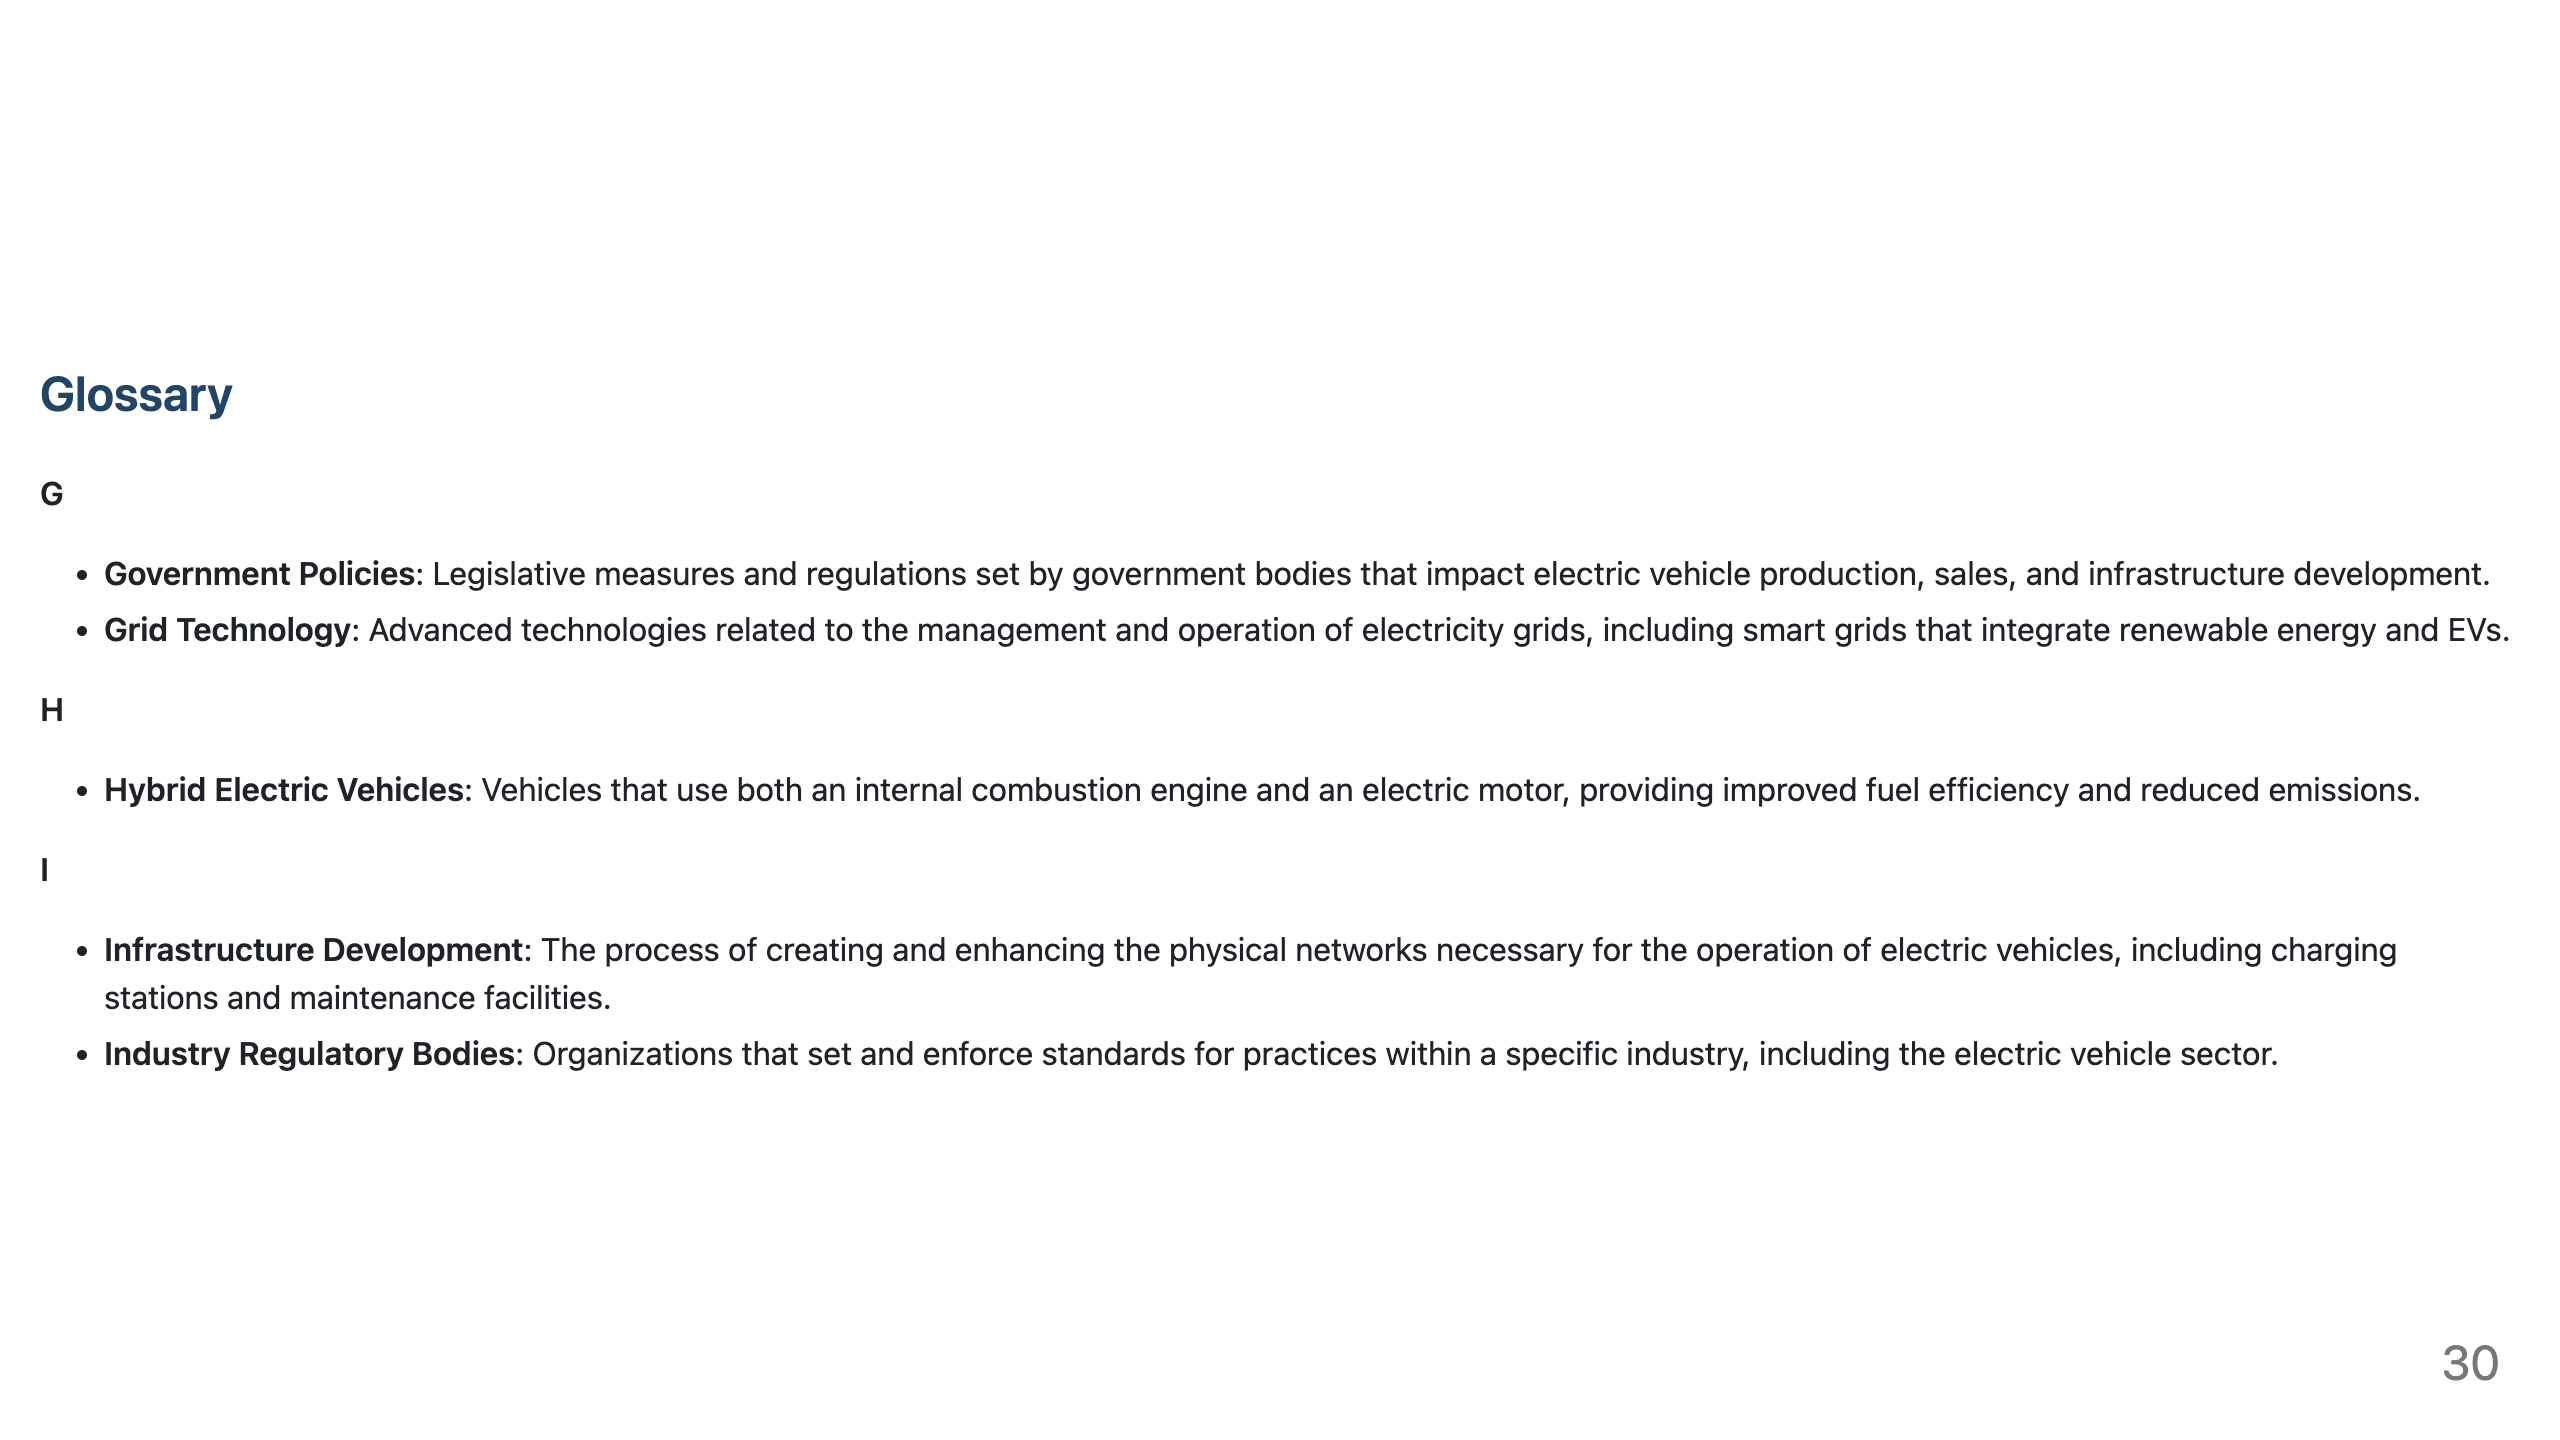 Glossary
G
• Government Policies: Legislative measures and regulations set by government bodies that impact electric vehicle production, sales, and infrastructure development.
• Grid Technology: Advanced technologies related to the management and operation of electricity grids, including smart grids that integrate renewable energy and EVs.
H
• Hybrid Electric Vehicles: Vehicles that use both an internal combustion engine and an electric motor, providing improved fuel efficiency and reduced emissions.
I
• Infrastructure Development: The process of creating and enhancing the physical networks necessary for the operation of electric vehicles, including charging
stations and maintenance facilities.
• Industry Regulatory Bodies: Organizations that set and enforce standards for practices within a specific industry, including the electric vehicle sector.
30